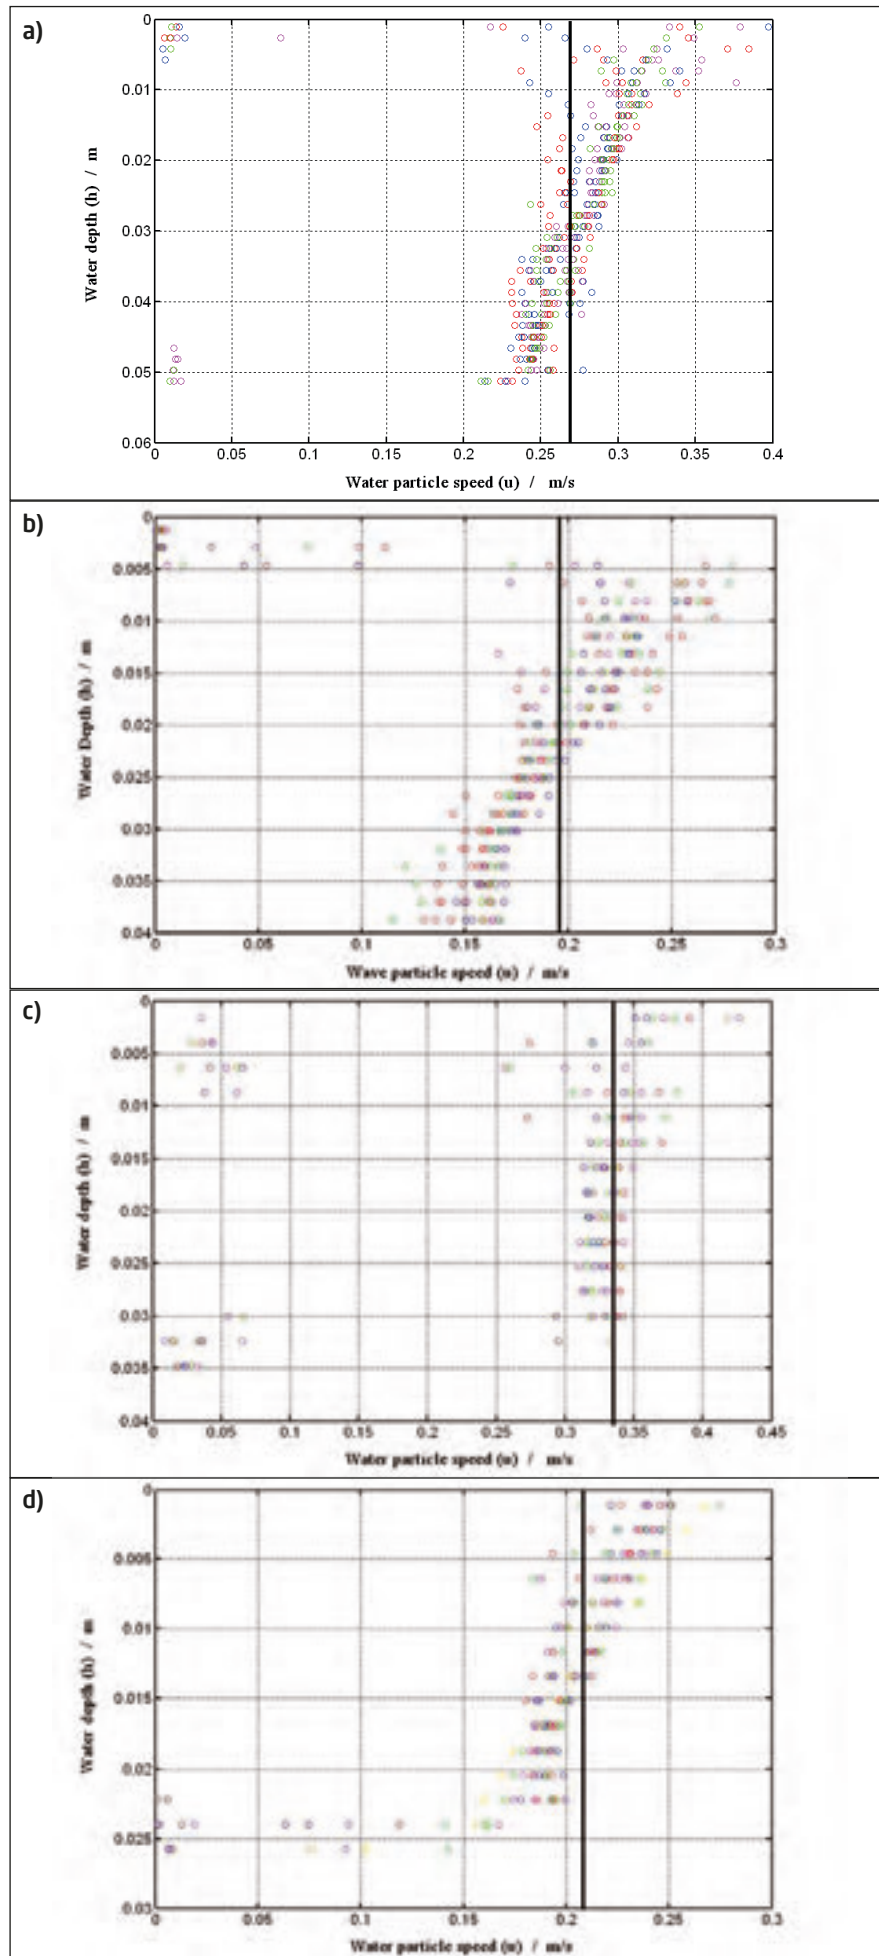 a)
0
0.01
0.02
0.03
0.04
0.05
0.06
Water depth (h) / m
0 0.05 0.1 0.15 0.2 0.25 0.3 0.35 0.4
Water particle speed (u) / m/s
b)
0
0.005
0.01
0.015
0.02
0.025
0.03
0.035
0.04
Water Depth (h) / m
0 0.05 0.1 0.15 0.2 0.25 0.3
Wave particle speed (u) / m/s
c)
0
0.005
0.01
0.015
0.02
0.025
0.03
0.035
0.04
Water depth (h) / m
0 0.05 0.1 0.15 0.2 0.25 0.3 0.35 0.4 0.45
Water particle speed (u) / m/s
d)
0
0.005
0.01
0.015
0.02
0.025
0.03
Water depth (h) / m
0 0.05 0.1 0.15 0.2 0.25 0.3
Water particle speed (u) / m/s